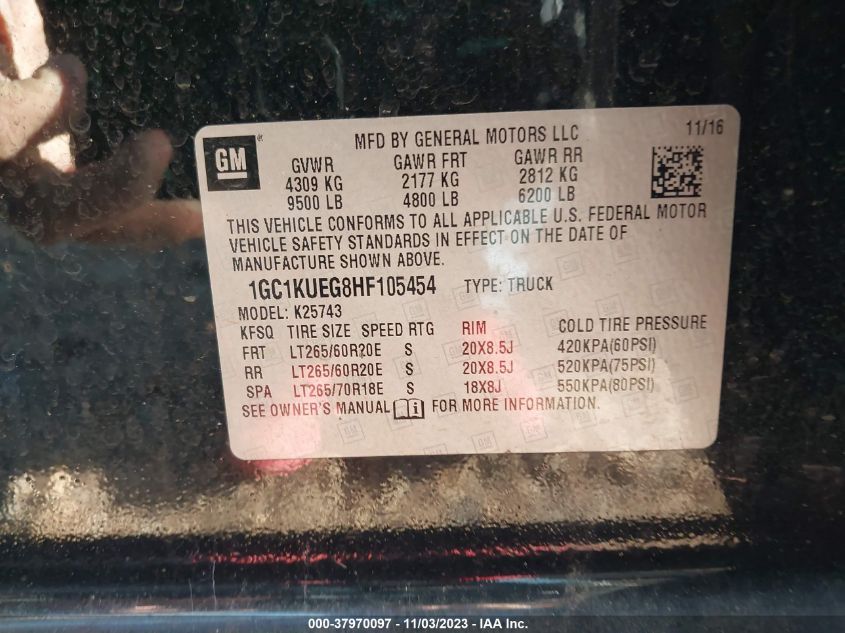 GM
MFD BY GENERAL MOTORS LLC 11/16
GVWR GAWR FRT GAWR RR
4309 KG 2177 KG 2812 KG
9500 LB 4800 LB 6200 LB
THIS VEHICLE CONFORMS TO ALL APPLICABLE U.S. FEDERAL MOTOR
VEHICLE SAFETY STANDARDS IN EFFECT ON THE DATE OF
MANUFACTURE SHOWN ABOVE.
1GC1KUEG8HF105454 TYPE: TRUCK
MODEL: K25743
KFSQ TIRE SIZE SPEED RTG RIM COLD TIRE PRESSURE
FRT LT265/60R20E S 20X8.5J 420KPA(60PSI)
RR LT265/60R20E S 20X8.5J 520KPA(75PSI)
SPA LT265/70R18E S 18X8J 550KPA(80PSI)
SEE OWNER'S MANUAL i FOR MORE INFORMATION.
000-37970097 - 11/03/2023 - IAA Inc.